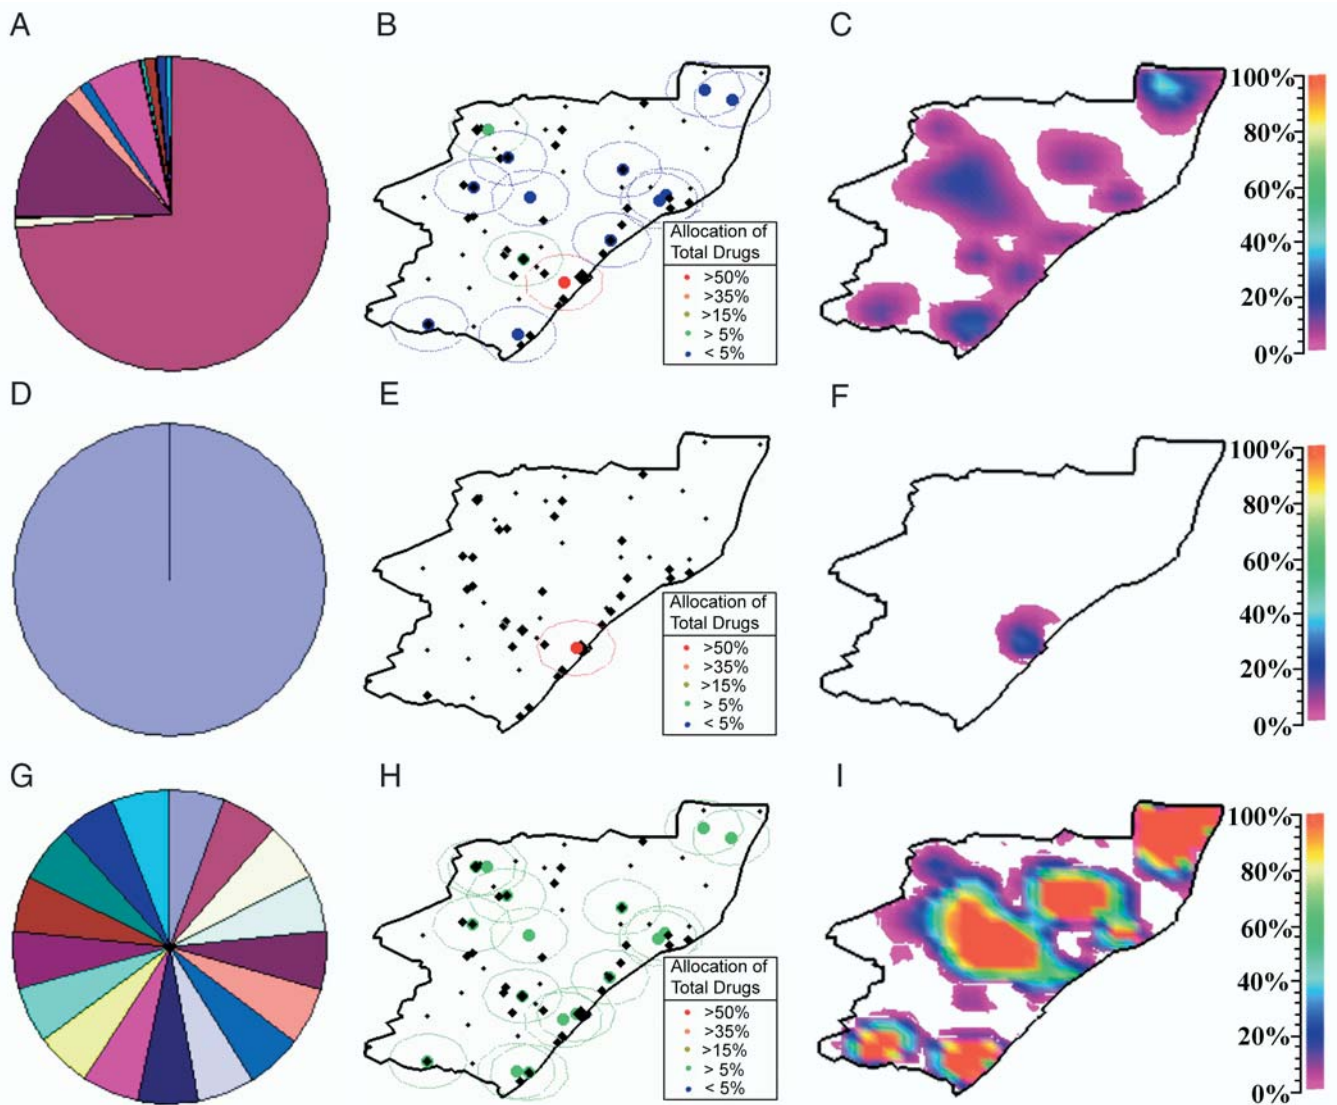 A
B
C
Allocation of
Total Drugs
>50%
>35%
>15%
> 5%
< 5%
100%
80%
60%
40%
20%
0%
D
E
F
Allocation of
Total Drugs
>50%
>35%
>15%
> 5%
< 5%
100%
80%
60%
40%
20%
0%
G
H
I
Allocation of
Total Drugs
>50%
>35%
>15%
> 5%
< 5%
100%
80%
60%
40%
20%
0%